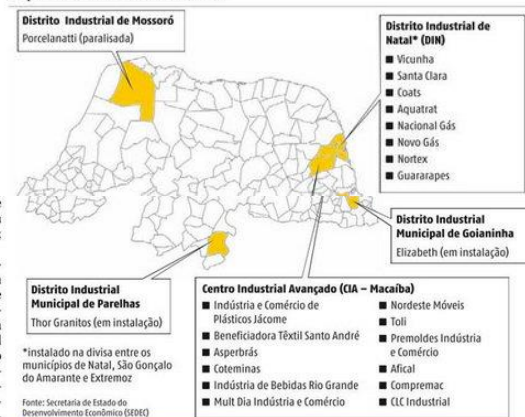 Distrito Industrial de Mossoró
Porcelanatti (paralisada)
Distrito Industrial de
Natal* (DIN)
■ Vicunha
■ Santa Clara
■ Coats
■ Aquatrat
■ Nacional Gás
■ Novo Gás
■ Nortex
■ Guararapes
Distrito Industrial
Municipal de Goianinha
Elizabeth (em instalação)
Distrito Industrial
Municipal de Parelhas
Thor Granitos (em instalação)
Centro Industrial Avançado (CIA – Macaíba)
■ Indústria e Comércio de
Plásticos Jácome
■ Beneficiadora Têxtil Santo André
■ Asperbrás
■ Coteminas
■ Indústria de Bebidas Rio Grande
■ Mult Dia Indústria e Comércio
■ Nordeste Móveis
■ Toli
■ Premoldes Indústria
e Comércio
■ Afical
■ Compremac
■ CLC Industrial
*instalado na divisa entre os
municípios de Natal, São Gonçalo
do Amarante e Extremoz
Fonte: Secretaria de Estado do
Desenvolvimento Econômico (SEDEC)